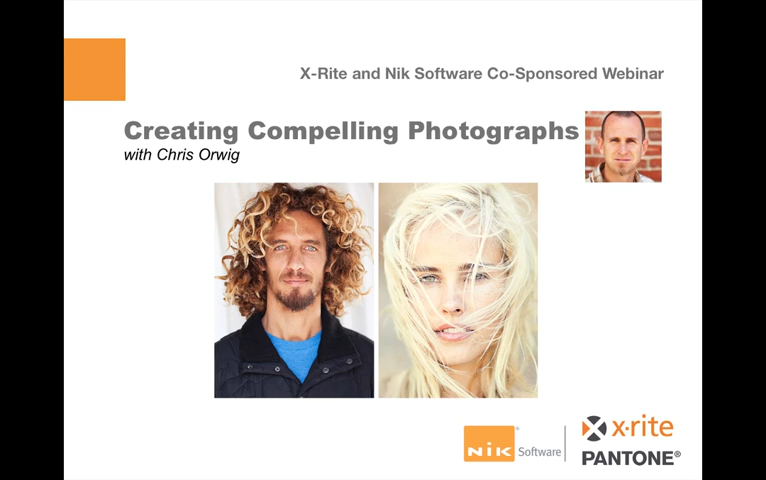 X-Rite and Nik Software Co-Sponsored Webinar
Creating Compelling Photographs
with Chris Orwig
NiK Software
x·rite
PANTONE®